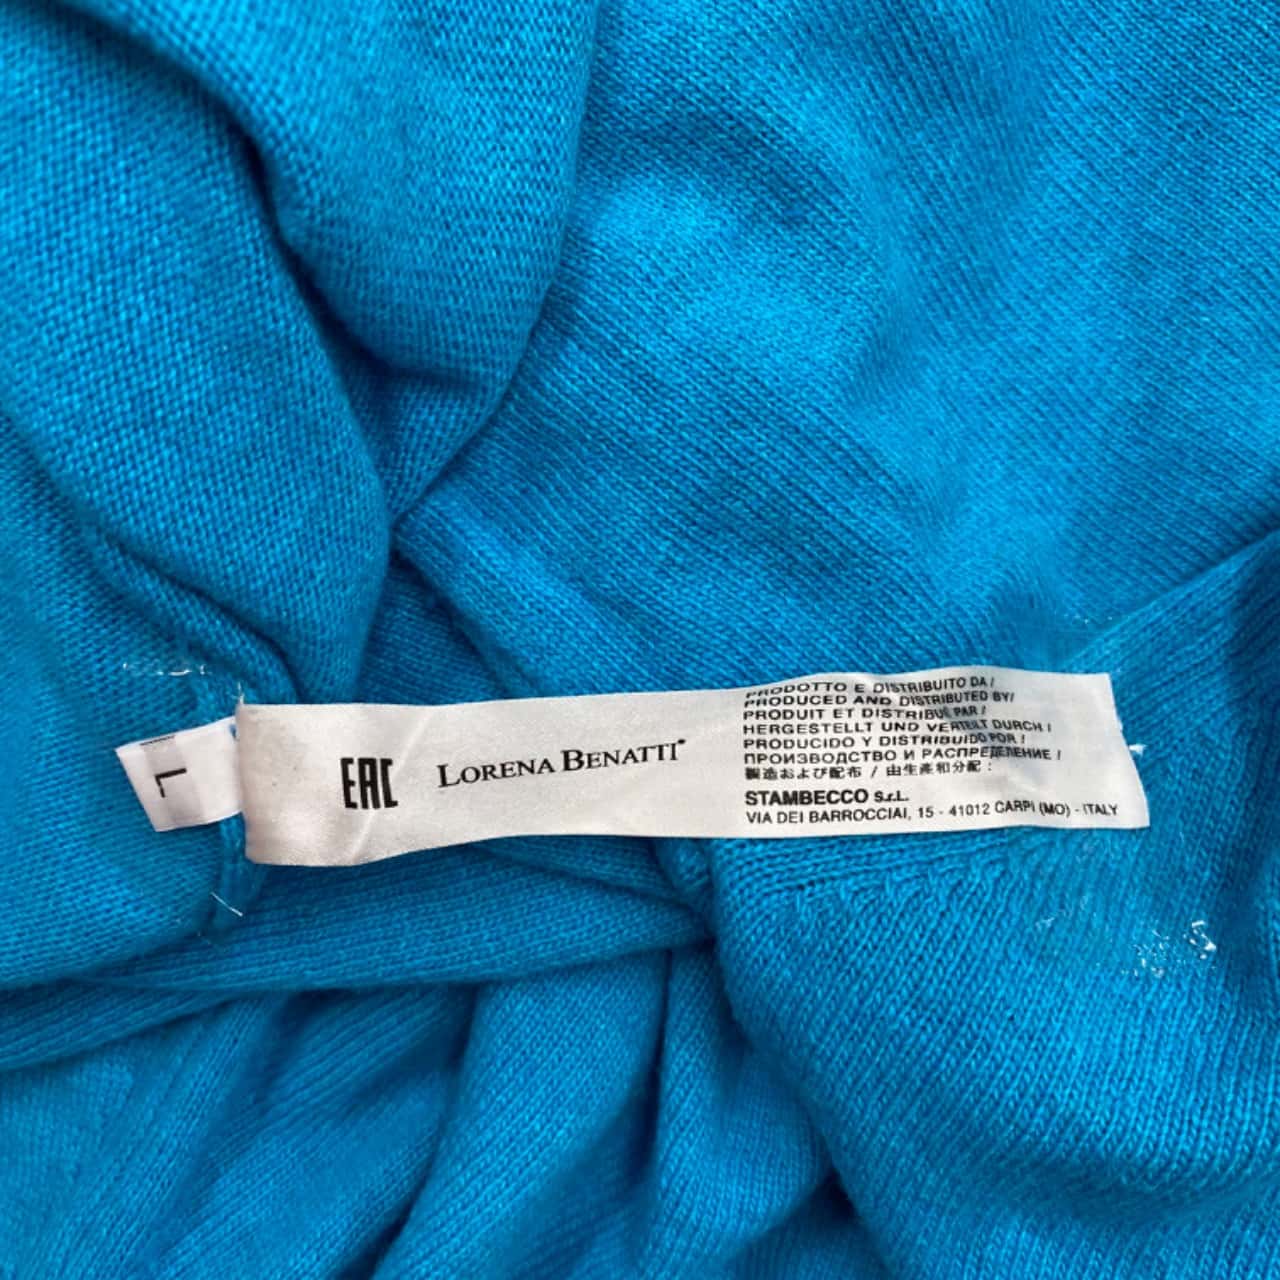 L
EAC
LORENA BENATTI
PRODOTTO E DISTRIBUITO DA /
PRODUCED AND DISTRIBUTED BY/
PRODUIT ET DISTRIBUÉ PAR /
HERGESTELLT UND VERTEILT DURCH /
PRODUCIDO Y DISTRIBUIDO POR /
ПРОИЗВОДСТВО И РАСПРЕДЕЛЕНИЕ /
製造および配布 / 由生産和分配 :
STAMBECCO S.r.L.
VIA DEI BARROCCIAI, 15 - 41012 CARPI (MO) - ITALY